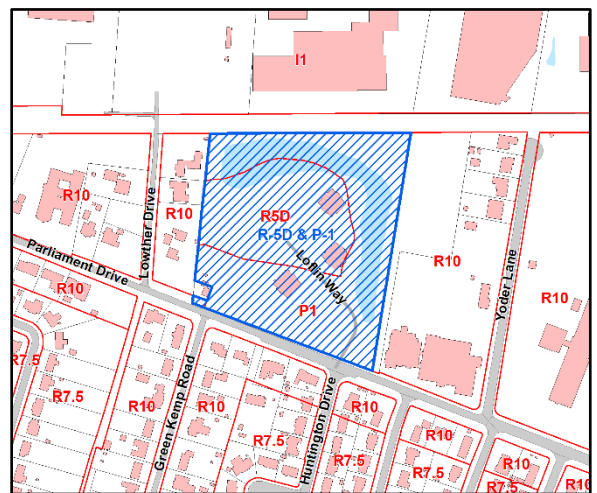 I1
R10
R10
Lowther Drive
R5D
R-5D & P-1
Loflin Way
P1
R10
Yoder Lane
R10
Parliament Drive
R10
R7.5
R7.5
R10
Green Kemp Road
R10
R7.5
Huntington Drive
R10
R7.5
R10
R7.5
R10
R10